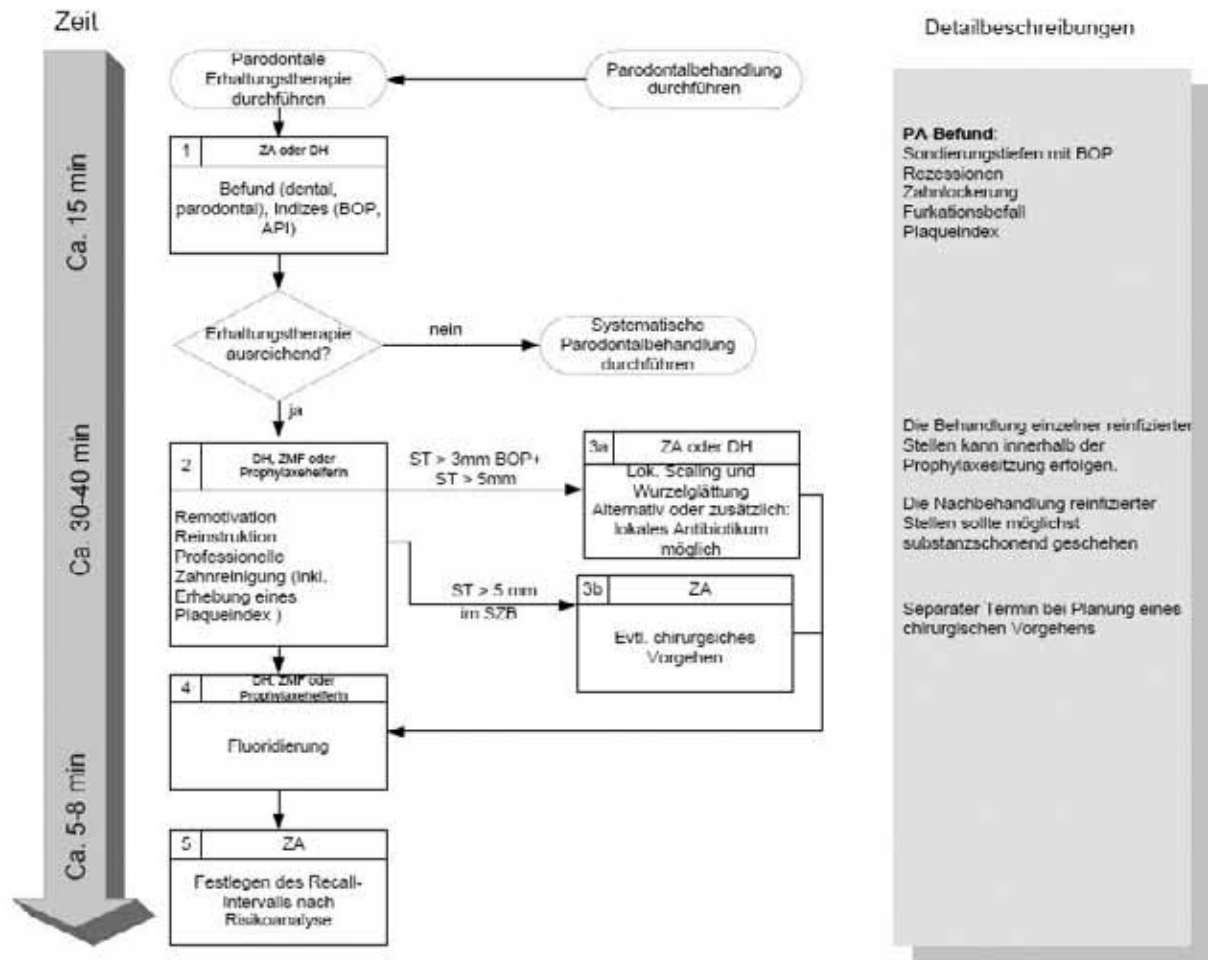 Zeit
Detailbeschreibungen
Parodontale
Erhaltungstherapie
durchführen
Parodontalbehandlung
durchführen
Ca. 15 min
1
ZA oder DH
Befund (dental,
parodontal), Indizes (BOP,
API)
PA Befund:
Sondierungstiefen mit BOP
Rezessionen
Zahnlockerung
Furkationsbefall
Plaqueindex
Erhaltungstherapie
ausreichend?
nein
Systematische
Parodontalbehandlung
durchführen
ja
Ca. 30-40 min
2
DH, ZMF oder
Prophylaxehelferin
Remotivation
Reinstruktion
Professionelle
Zahnreinigung (inkl.
Erhebung eines
Plaqueindex )
ST > 3mm BOP+
ST > 5mm
3a
ZA oder DH
Lok. Scaling und
Wurzelglättung
Alternativ oder zusätzlich:
lokales Antibiotikum
möglich
Die Behandlung einzelner reinfizierter
Stellen kann innerhalb der
Prophylaxesitzung erfolgen.
Die Nachbehandlung reinfizierter
Stellen sollte möglichst
substanzschonend geschehen
ST > 5 mm
im SZB
3b
ZA
Evtl. chirurgsiches
Vorgehen
Separater Termin bei Planung eines
chirurgischen Vorgehens
4
DH, ZMF oder
Prophylaxehelferin
Fluoridierung
Ca. 5-8 min
5
ZA
Festlegen des Recall-
Intervalls nach
Risikoanalyse